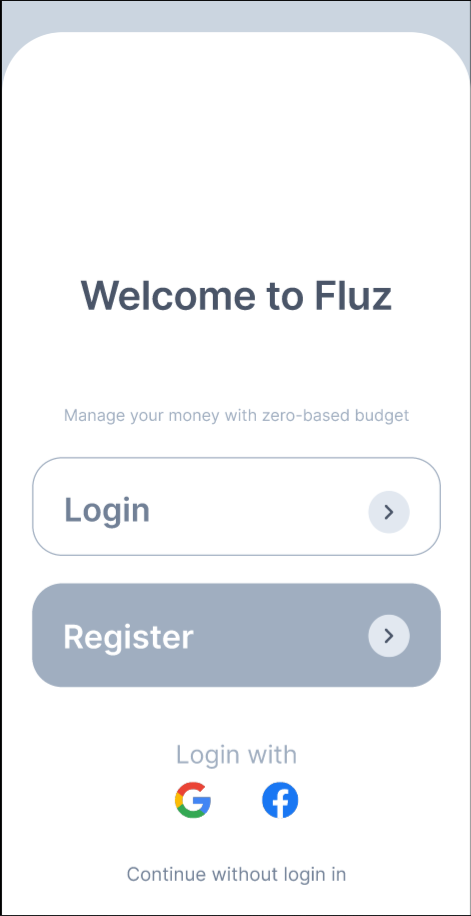 Welcome to Fluz
Manage your money with zero-based budget
Login
Register
Login with
Continue without login in